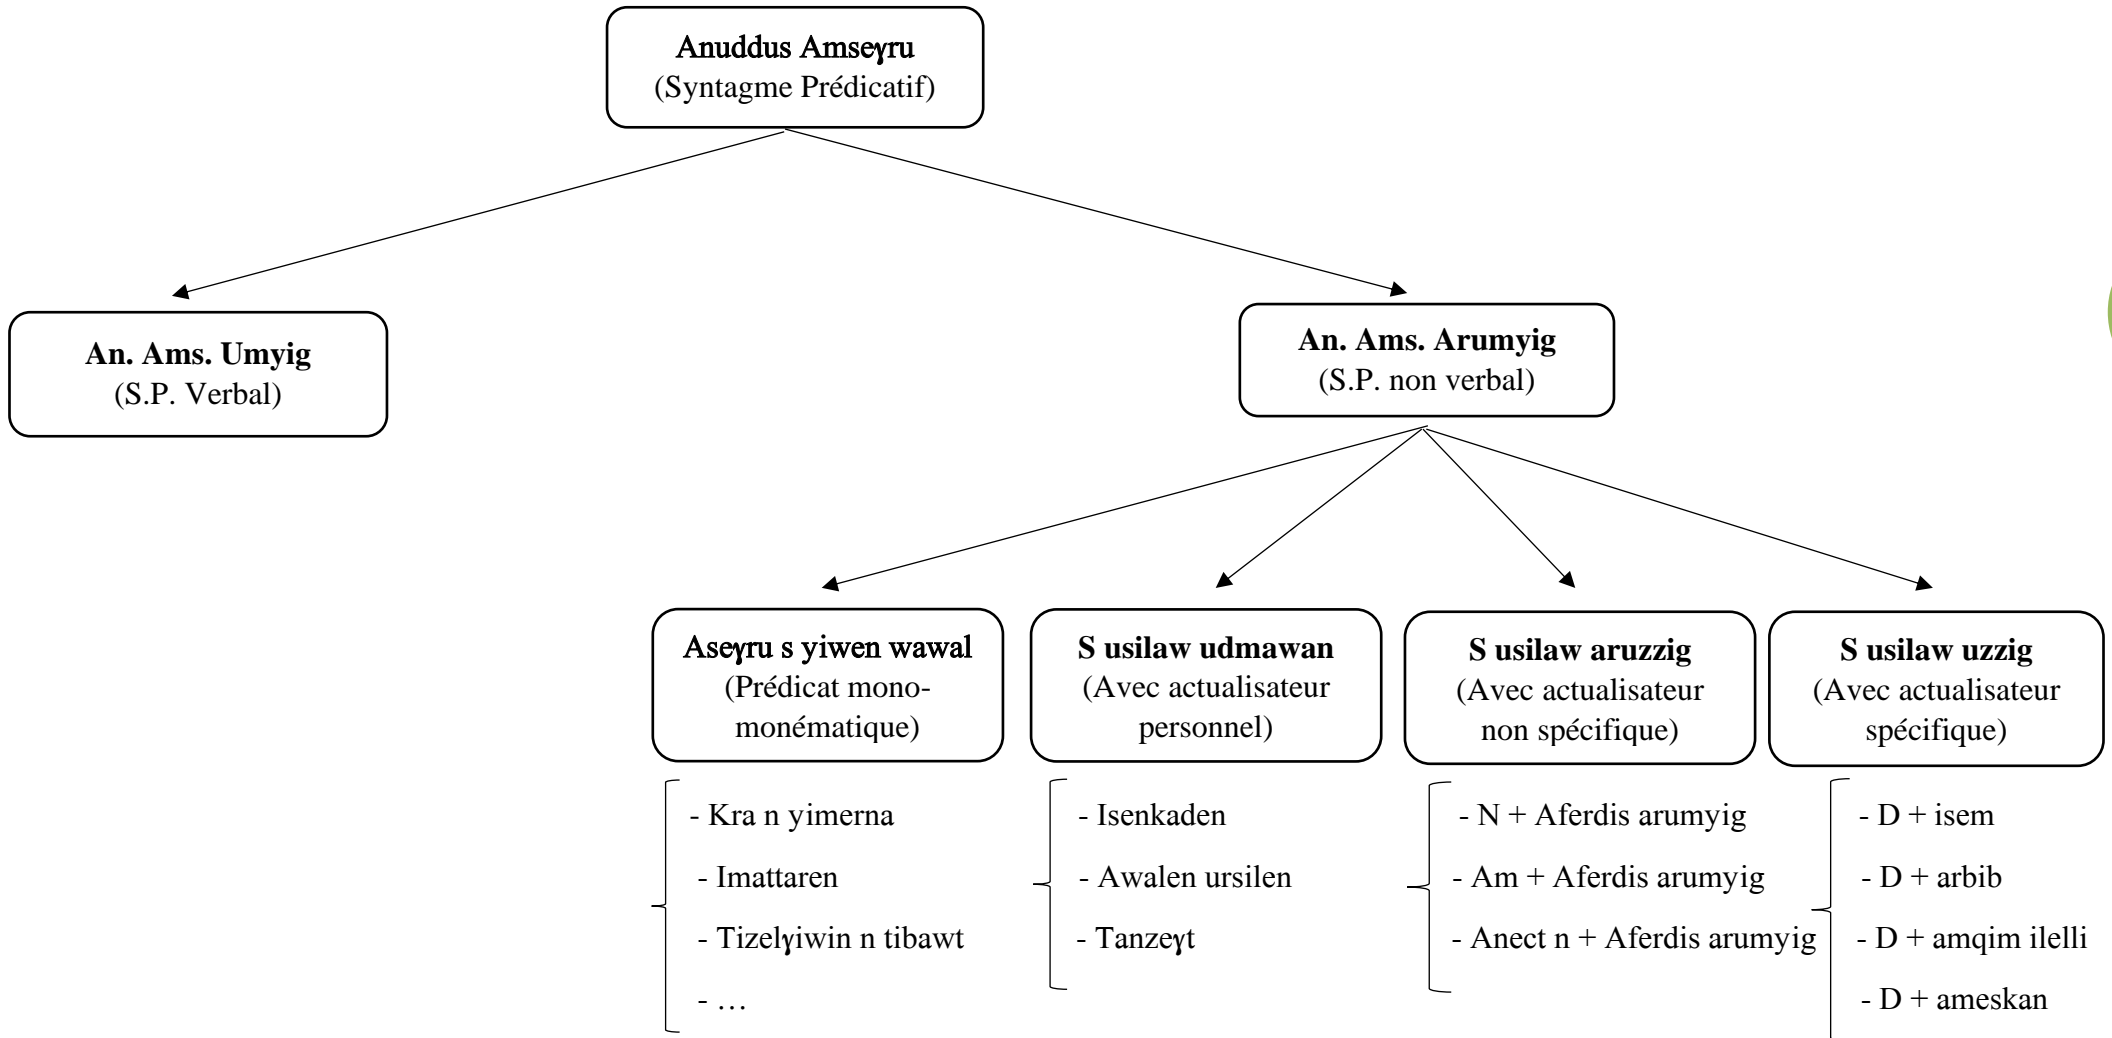 Anuddus Amseɣru
(Syntagme Prédicatif)
An. Ams. Umyig
(S.P. Verbal)
An. Ams. Arumyig
(S.P. non verbal)
Aseɣru s yiwen wawal
(Prédicat mono-
monématique)
- Kra n yimerna
- Imattaren
- Tizelɣiwin n tibawt
- …
S usilaw udmawan
(Avec actualisateur
personnel)
- Isenkaden
- Awalen ursilen
- Tanzeɣt
S usilaw aruzzig
(Avec actualisateur
non spécifique)
- N + Aferdis arumyig
- Am + Aferdis arumyig
- Anect n + Aferdis arumyig
S usilaw uzzig
(Avec actualisateur
spécifique)
- D + isem
- D + arbib
- D + amqim ilelli
- D + ameskan